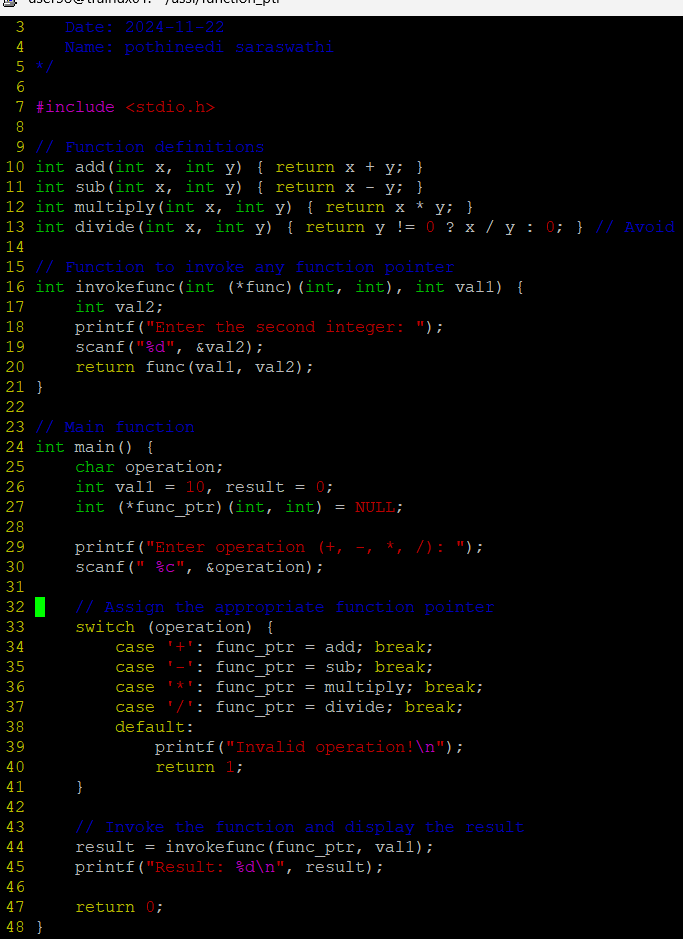 3    Date: 2024-11-22
4    Name: pothineedi saraswathi
5 */
6
7 #include <stdio.h>
8
9 // Function definitions
10 int add(int x, int y) { return x + y; }
11 int sub(int x, int y) { return x - y; }
12 int multiply(int x, int y) { return x * y; }
13 int divide(int x, int y) { return y != 0 ? x / y : 0; } // Avoid
14
15 // Function to invoke any function pointer
16 int invokefunc(int (*func)(int, int), int val1) {
17     int val2;
18     printf("Enter the second integer: ");
19     scanf("%d", &val2);
20     return func(val1, val2);
21 }
22
23 // Main function
24 int main() {
25     char operation;
26     int val1 = 10, result = 0;
27     int (*func_ptr)(int, int) = NULL;
28
29     printf("Enter operation (+, -, *, /): ");
30     scanf(" %c", &operation);
31
32     // Assign the appropriate function pointer
33     switch (operation) {
34         case '+': func_ptr = add; break;
35         case '-': func_ptr = sub; break;
36         case '*': func_ptr = multiply; break;
37         case '/': func_ptr = divide; break;
38         default:
39             printf("Invalid operation!\n");
40             return 1;
41     }
42
43     // Invoke the function and display the result
44     result = invokefunc(func_ptr, val1);
45     printf("Result: %d\n", result);
46
47     return 0;
48 }